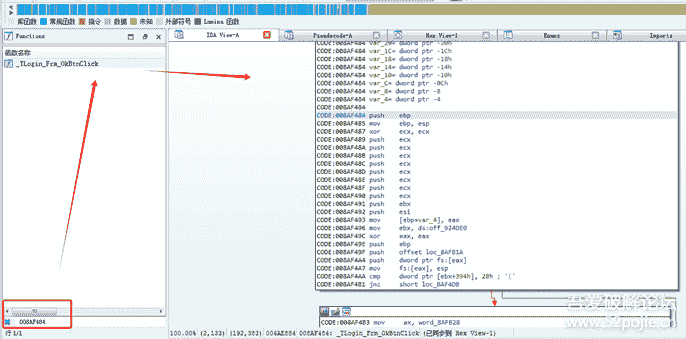 库函数 常规函数 指令 数据 未知 外部符号 Lumina 函数
Functions
函数名称
_TLogin_Frm_OkBtnClick
008AF484
行 1/1
IDA View-A
Pseudocode-A
Hex View-1
Enums
Imports
CODE:008AF484 var_20= dword ptr -20h
CODE:008AF484 var_1C= dword ptr -1Ch
CODE:008AF484 var_18= dword ptr -18h
CODE:008AF484 var_14= dword ptr -14h
CODE:008AF484 var_10= dword ptr -10h
CODE:008AF484 var_C= dword ptr -0Ch
CODE:008AF484 var_8= dword ptr -8
CODE:008AF484 var_4= dword ptr -4
CODE:008AF484
CODE:008AF484 push ebp
CODE:008AF485 mov ebp, esp
CODE:008AF487 xor ecx, ecx
CODE:008AF489 push ecx
CODE:008AF48A push ecx
CODE:008AF48B push ecx
CODE:008AF48C push ecx
CODE:008AF48D push ecx
CODE:008AF48E push ecx
CODE:008AF48F push ecx
CODE:008AF490 push ecx
CODE:008AF491 push ebx
CODE:008AF492 push esi
CODE:008AF493 mov [ebp+var_4], eax
CODE:008AF496 mov ebx, ds:off_9240E0
CODE:008AF49C xor eax, eax
CODE:008AF49E push ebp
CODE:008AF49F push offset loc_8AFB1A
CODE:008AF4A4 push dword ptr fs:[eax]
CODE:008AF4A7 mov fs:[eax], esp
CODE:008AF4AA cmp dword ptr [ebx+394h], 28h ; '('
CODE:008AF4B1 jnz short loc_8AF4DB
CODE:008AF4B3 mov ax, word_8AFB28
100.00% (2,133) (192,382) 004AE884 008AF484: _TLogin_Frm_OkBtnClick (已同步到 Hex View-1)
吾爱破解论坛
www.52pojie.cn